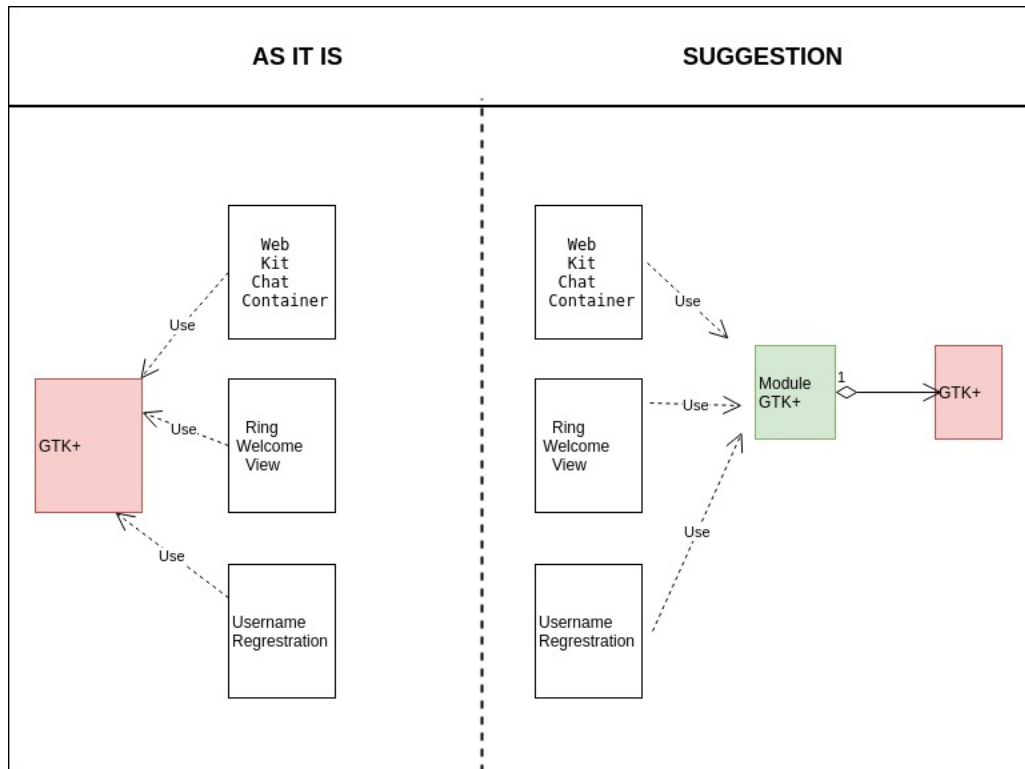 AS IT IS
SUGGESTION
Web
Kit
Chat
Container
Use
GTK+
Use
Ring
Welcome
View
Use
Username
Regrestration
Web
Kit
Chat
Container
Use
Ring
Welcome
View
Use
Module
GTK+
1
GTK+
Use
Username
Regrestration